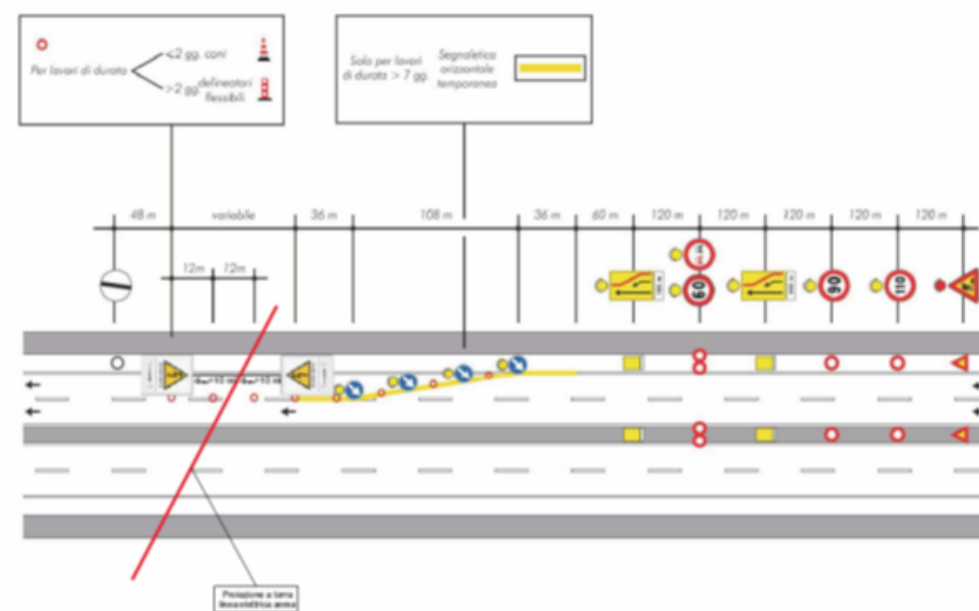 Per lavori di durata
<2 gg. coni
>2 gg. delineatori
flessibili
Solo per lavori
di durata > 7 gg.
Segnaletica
orizzontale
temporanea
48 m
variabile
36 m
108 m
36 m
60 m
120 m
120 m
120 m
120 m
120 m
12m
12m
60
90
110
Proiezione a terra
linea elettrica aerea